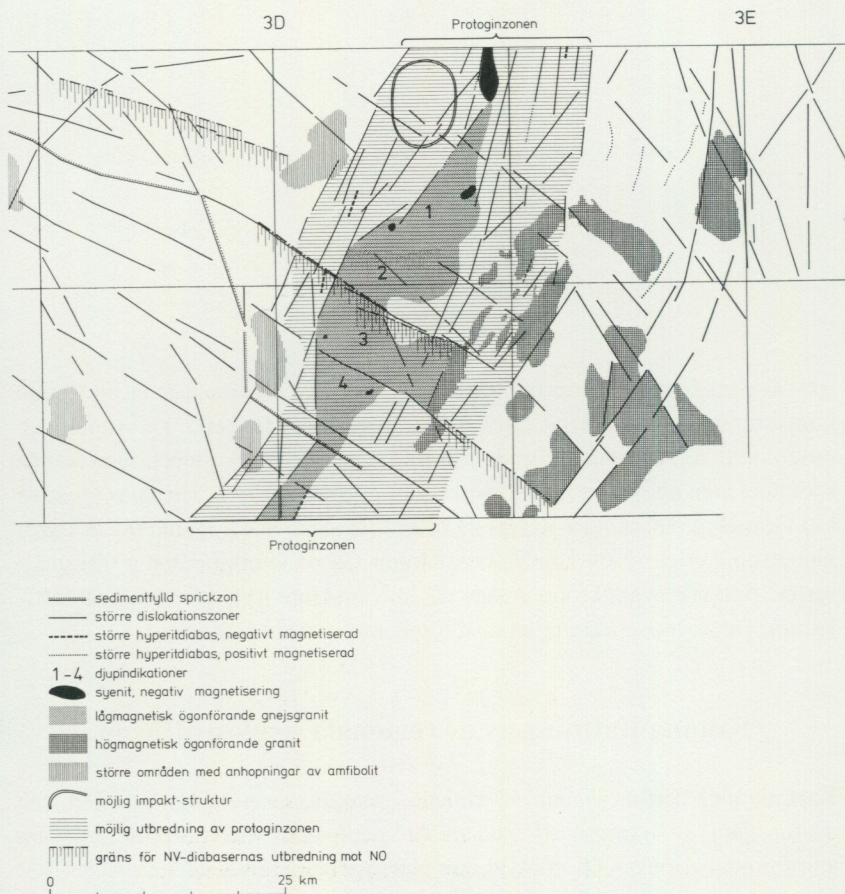 3D
Protoginzonen
3E
1
2
3
4
Protoginzonen
sedimentfylld sprickzon
större dislokationszoner
större hyperitdiabas, negativt magnetiserad
större hyperitdiabas, positivt magnetiserad
1-4 djupindikationer
syenit, negativ magnetisering
lågmagnetisk ögonförande gnejsgranit
högmagnetisk ögonförande granit
större områden med anhopningar av amfibolit
möjlig impakt-struktur
möjlig utbredning av protoginzonen
gräns för NV-diabasernas utbredning mot NO
0 25 km